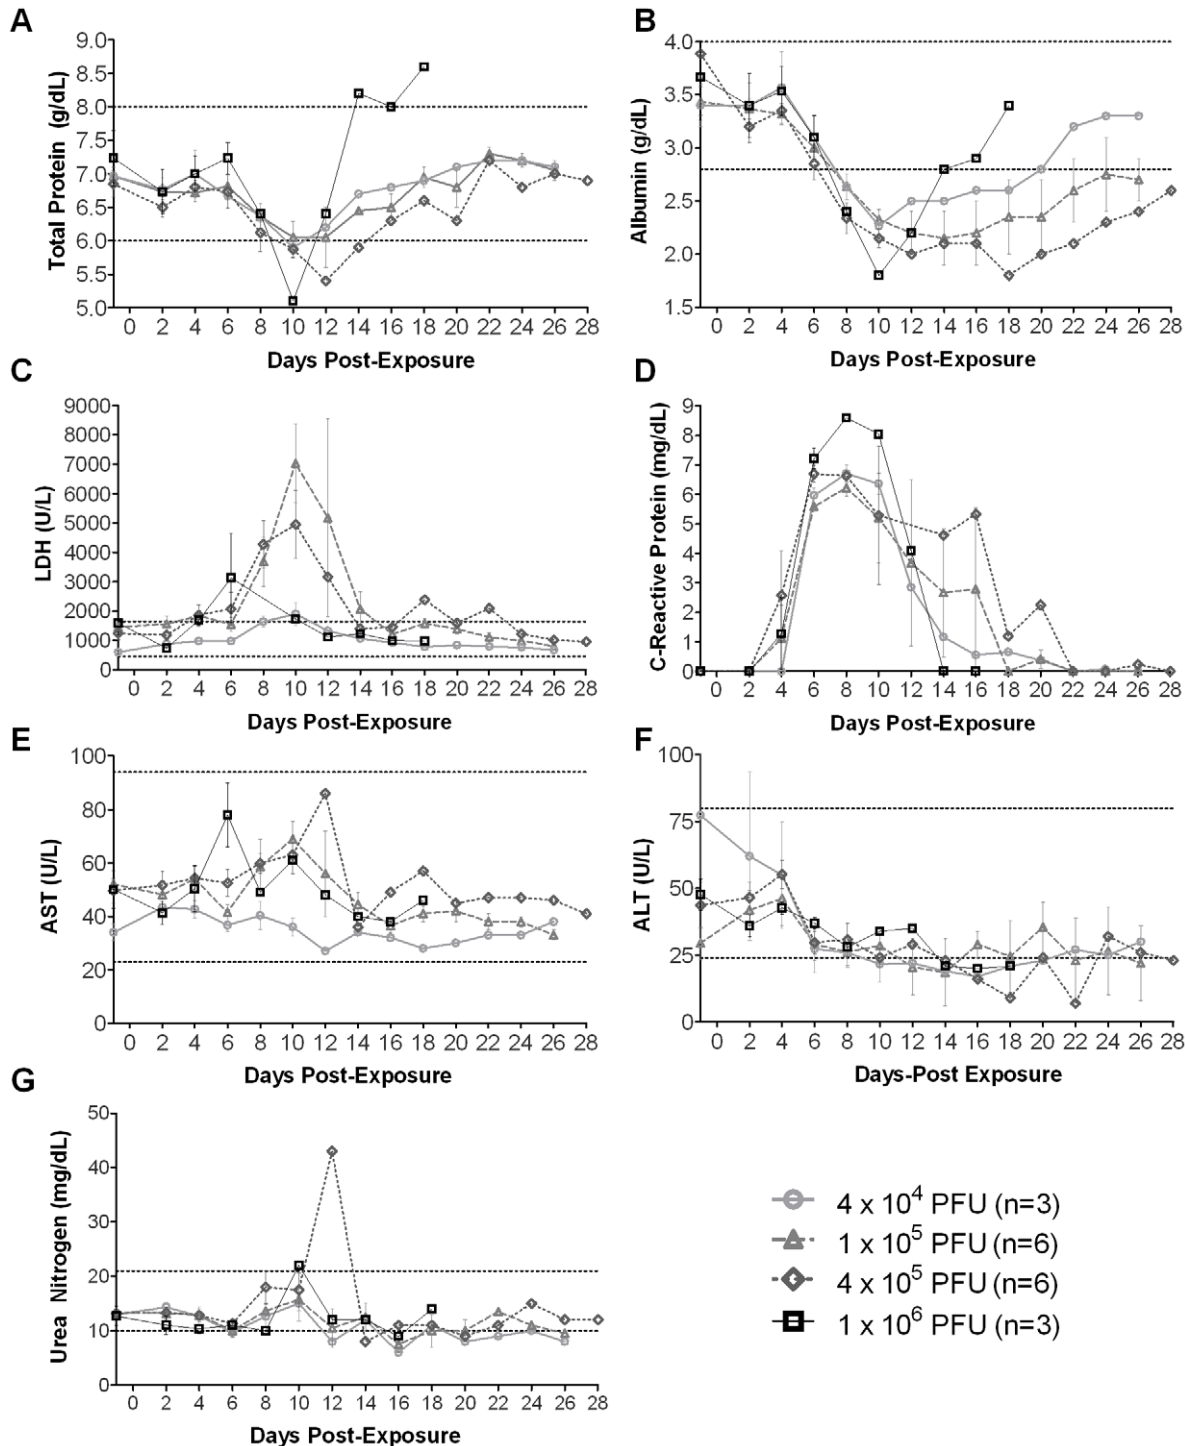 A
Total Protein (g/dL)
9.0
8.5
8.0
7.5
7.0
6.5
6.0
5.5
5.0
0 2 4 6 8 10 12 14 16 18 20 22 24 26 28
Days Post-Exposure
B
Albumin (g/dL)
4.0
3.5
3.0
2.5
2.0
1.5
0 2 4 6 8 10 12 14 16 18 20 22 24 26 28
Days Post-Exposure
C
LDH (U/L)
9000
8000
7000
6000
5000
4000
3000
2000
1000
0
0 2 4 6 8 10 12 14 16 18 20 22 24 26 28
Days Post-Exposure
D
C-Reactive Protein (mg/dL)
9
8
7
6
5
4
3
2
1
0
0 2 4 6 8 10 12 14 16 18 20 22 24 26 28
Days Post-Exposure
E
AST (U/L)
100
80
60
40
20
0
0 2 4 6 8 10 12 14 16 18 20 22 24 26 28
Days Post-Exposure
F
ALT (U/L)
100
75
50
25
0
0 2 4 6 8 10 12 14 16 18 20 22 24 26 28
Days-Post Exposure
G
Urea Nitrogen (mg/dL)
50
40
30
20
10
0
0 2 4 6 8 10 12 14 16 18 20 22 24 26 28
Days Post-Exposure
4 x 10⁴ PFU (n=3)
1 x 10⁵ PFU (n=6)
4 x 10⁵ PFU (n=6)
1 x 10⁶ PFU (n=3)